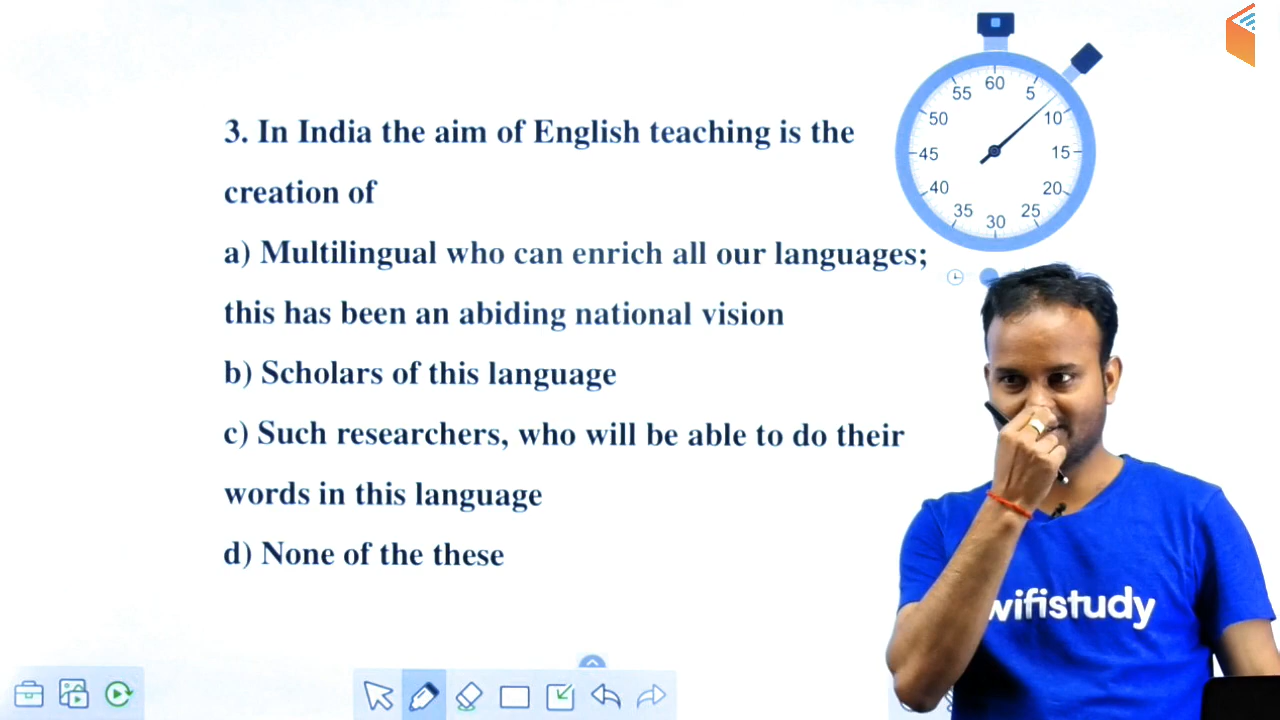 3. In India the aim of English teaching is the
creation of
a) Multilingual who can enrich all our languages;
this has been an abiding national vision
b) Scholars of this language
c) Such researchers, who will be able to do their
words in this language
d) None of the these
60
55
5
50
10
45
15
40
20
35
25
30
wifistudy